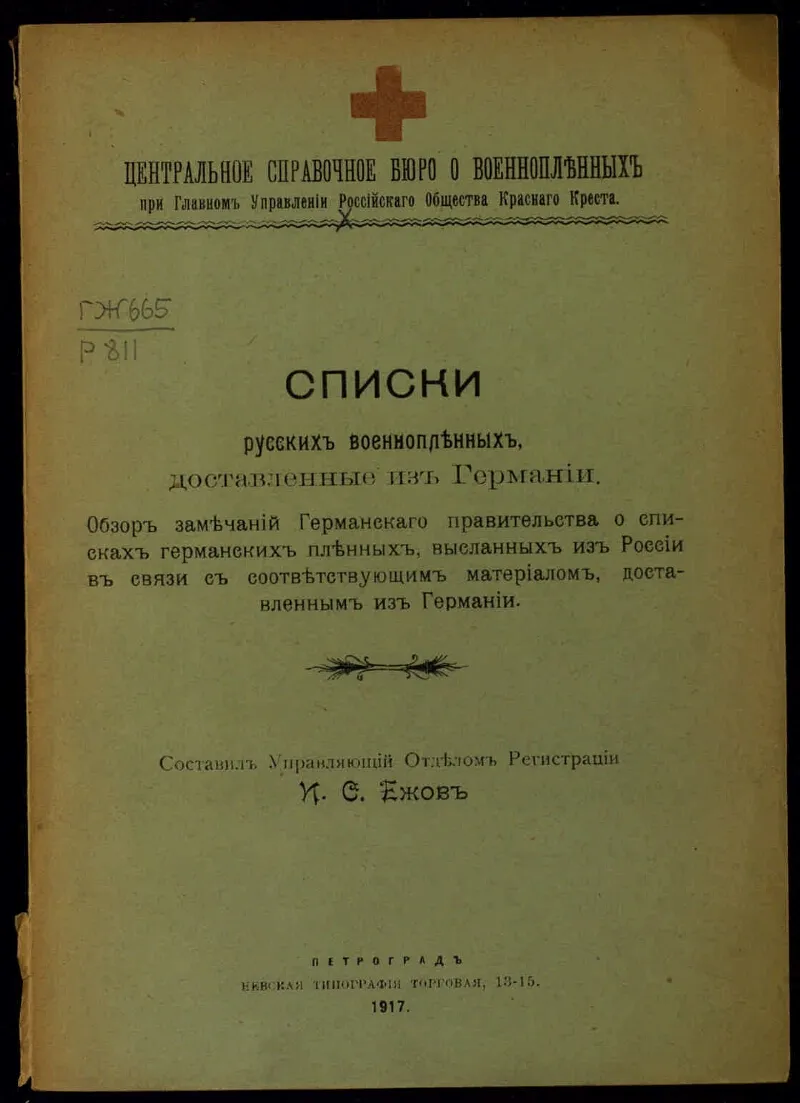 ЦЕНТРАЛЬНОЕ СПРАВОЧНОЕ БЮРО О ВОЕННОПЛѢННЫХЪ
при Главномъ Управленіи Россійскаго Общества Краснаго Креста.
ГЖ665
Р
СПИСКИ
русскихъ военноплѣнныхъ,
доставленные изъ Германіи.
Обзоръ замѣчаній Германскаго правительства о спи-
скахъ германскихъ плѣнныхъ, высланныхъ изъ Россіи
въ связи съ соотвѣтствующимъ матеріаломъ, доста-
вленнымъ изъ Германіи.
Составилъ Управляющій Отдѣломъ Регистраціи
Ежовъ
ПЕТРОГРАДЪ
ТИПОГРАФІЯ ТОРГОВАЯ, 13-15.
1917.